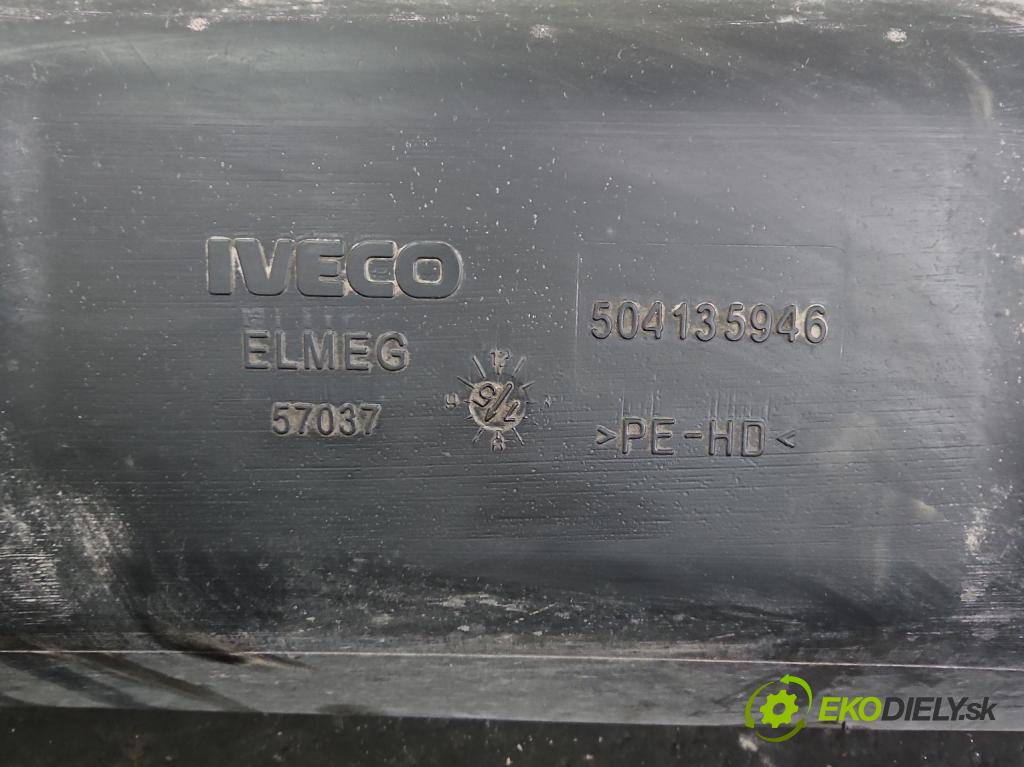 IVECO
ELMEG
57037
504135946
>PE-HD<
EKODIELY.sk